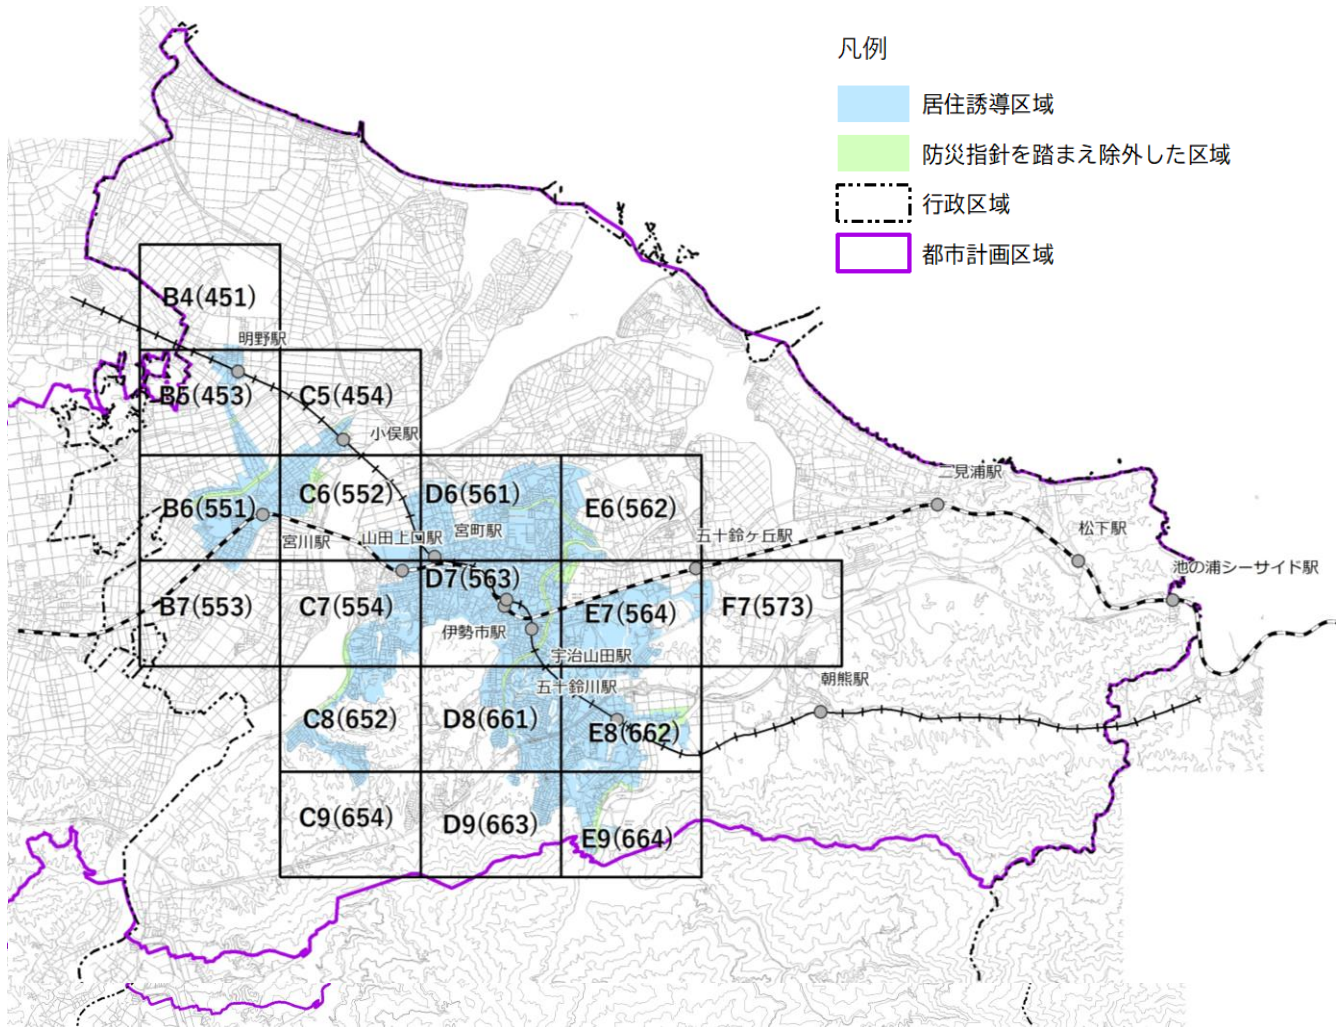 凡例
居住誘導区域
防災指針を踏まえ除外した区域
行政区域
都市計画区域
B4(451)
明野駅
B5(453)
C5(454)
小俣駅
二見浦駅
B6(551)
C6(552)
D6(561)
E6(562)
宮川駅
山田上口駅
宮町駅
五十鈴ヶ丘駅
松下駅
池の浦シーサイド駅
B7(553)
C7(554)
D7(563)
E7(564)
F7(573)
伊勢市駅
宇治山田駅
五十鈴川駅
朝熊駅
C8(652)
D8(661)
E8(662)
C9(654)
D9(663)
E9(664)